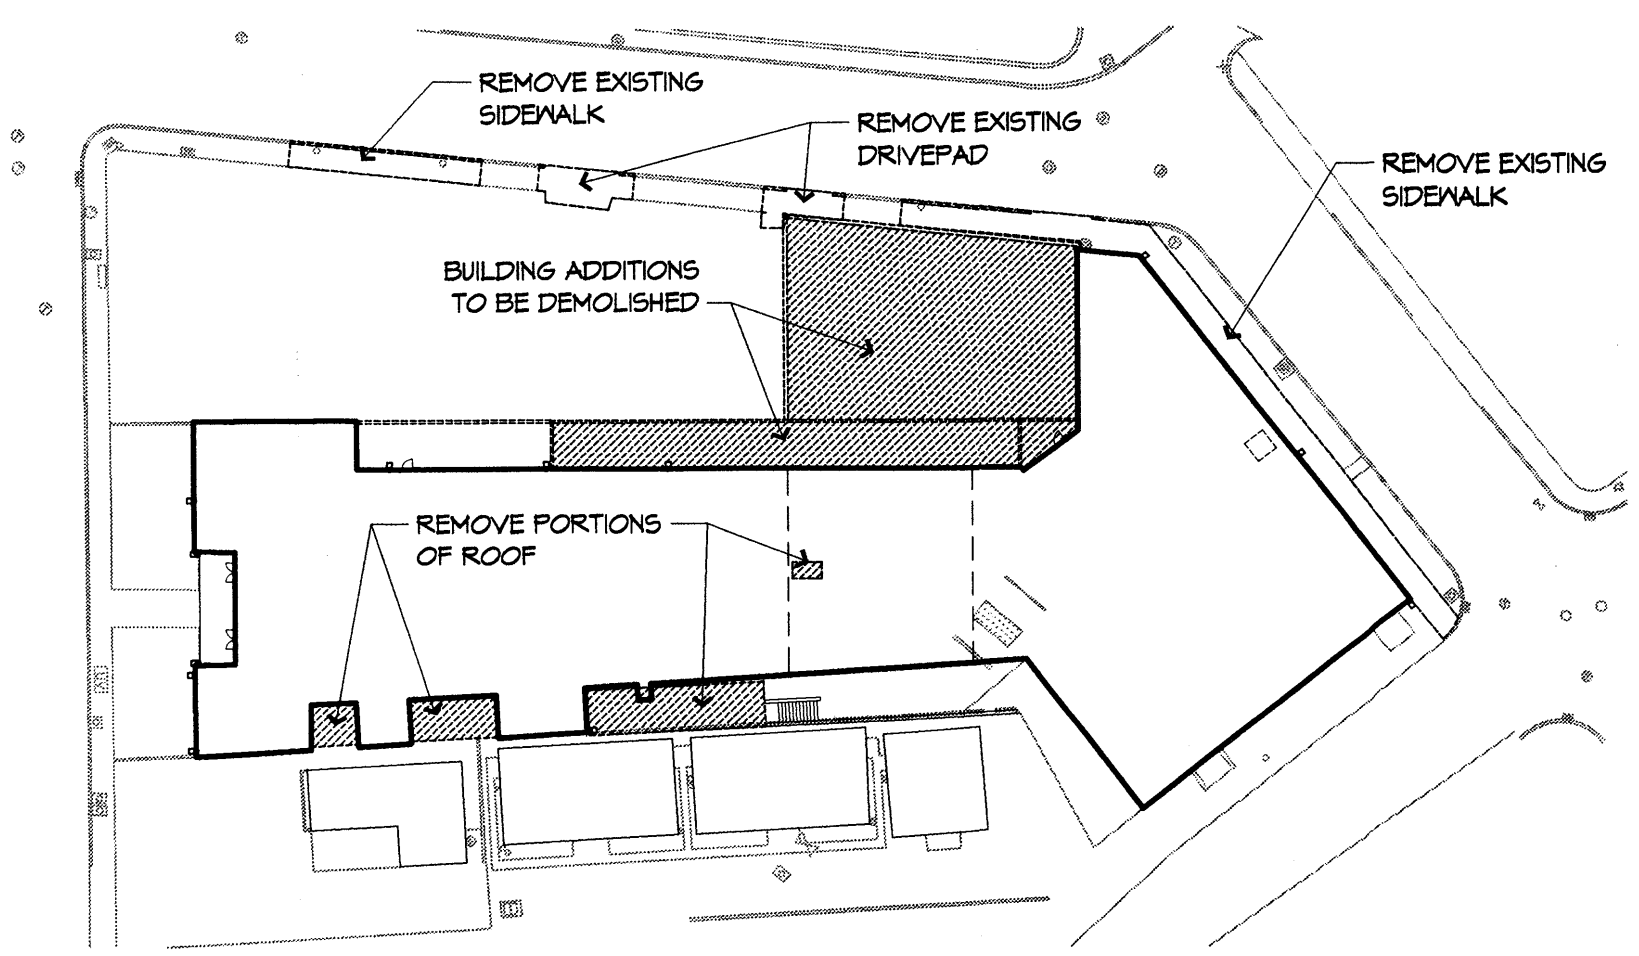 REMOVE EXISTING
SIDEWALK
REMOVE EXISTING
DRIVEPAD
REMOVE EXISTING
SIDEWALK
BUILDING ADDITIONS
TO BE DEMOLISHED
REMOVE PORTIONS
OF ROOF